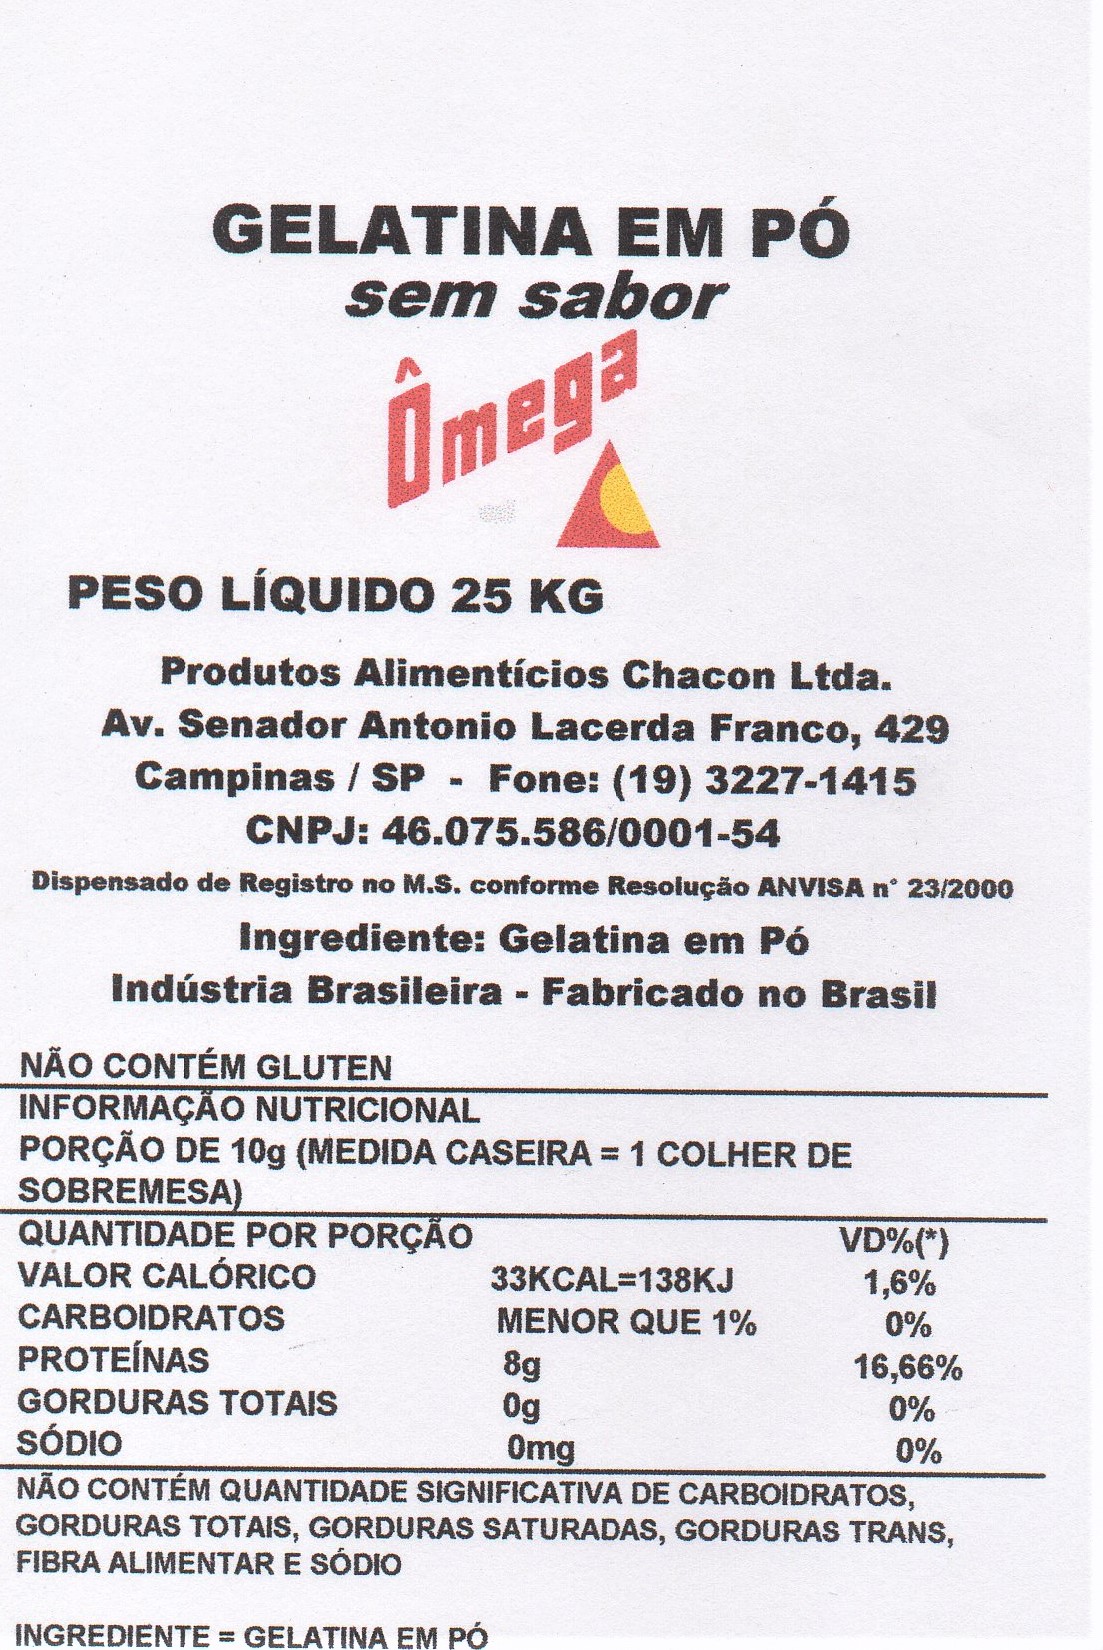 GELATINA EM PÓ
sem sabor
Ômega
PESO LÍQUIDO 25 KG
Produtos Alimentícios Chacon Ltda.
Av. Senador Antonio Lacerda Franco, 429
Campinas / SP - Fone: (19) 3227-1415
CNPJ: 46.075.586/0001-54
Dispensado de Registro no M.S. conforme Resolução ANVISA n° 23/2000
Ingrediente: Gelatina em Pó
Indústria Brasileira - Fabricado no Brasil
NÃO CONTÉM GLUTEN
INFORMAÇÃO NUTRICIONAL
PORÇÃO DE 10g (MEDIDA CASEIRA = 1 COLHER DE
SOBREMESA)
QUANTIDADE POR PORÇÃO VD%(*)
VALOR CALÓRICO 33KCAL=138KJ 1,6%
CARBOIDRATOS MENOR QUE 1% 0%
PROTEÍNAS 8g 16,66%
GORDURAS TOTAIS 0g 0%
SÓDIO 0mg 0%
NÃO CONTÉM QUANTIDADE SIGNIFICATIVA DE CARBOIDRATOS,
GORDURAS TOTAIS, GORDURAS SATURADAS, GORDURAS TRANS,
FIBRA ALIMENTAR E SÓDIO
INGREDIENTE = GELATINA EM PÓ